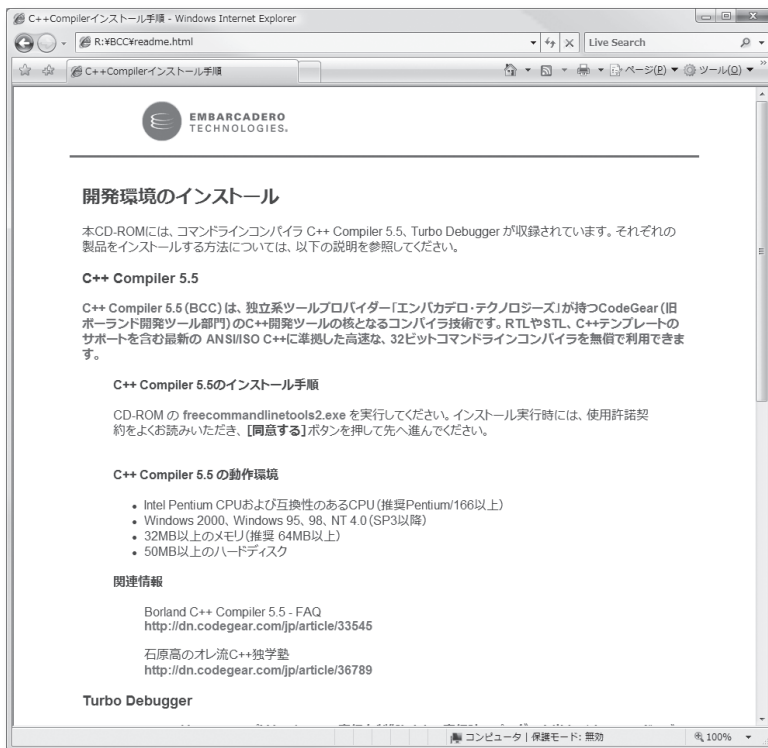 C++Compilerインストール手順 - Windows Internet Explorer
R:¥BCC¥readme.html
Live Search
C++Compilerインストール手順
ページ(P)
ツール(O)
EMBARCADERO
TECHNOLOGIES.
開発環境のインストール
本CD-ROMには、コマンドラインコンパイラ C++ Compiler 5.5、Turbo Debugger が収録されています。それぞれの
製品をインストールする方法については、以下の説明を参照してください。
C++ Compiler 5.5
C++ Compiler 5.5（BCC）は、独立系ツールプロバイダー「エンバカデロ・テクノロジーズ」が持つCodeGear（旧
ボーランド開発ツール部門）のC++開発ツールの核となるコンパイラ技術です。RTLやSTL、C++テンプレートの
サポートを含む最新の ANSI/ISO C++に準拠した高速な、32ビットコマンドラインコンパイラを無償で利用できま
す。
C++ Compiler 5.5のインストール手順
CD-ROM の freecommandlinetools2.exe を実行してください。インストール実行時には、使用許諾契
約をよくお読みいただき、[同意する]ボタンを押して先へ進んでください。
C++ Compiler 5.5 の動作環境
• Intel Pentium CPUおよび互換性のあるCPU（推奨Pentium/166以上）
• Windows 2000、Windows 95、98、NT 4.0（SP3以降）
• 32MB以上のメモリ（推奨 64MB以上）
• 50MB以上のハードディスク
関連情報
Borland C++ Compiler 5.5 - FAQ
http://dn.codegear.com/jp/article/33545
石原高のオレ流C++独学塾
http://dn.codegear.com/jp/article/36789
Turbo Debugger
コンピュータ | 保護モード: 無効
100%